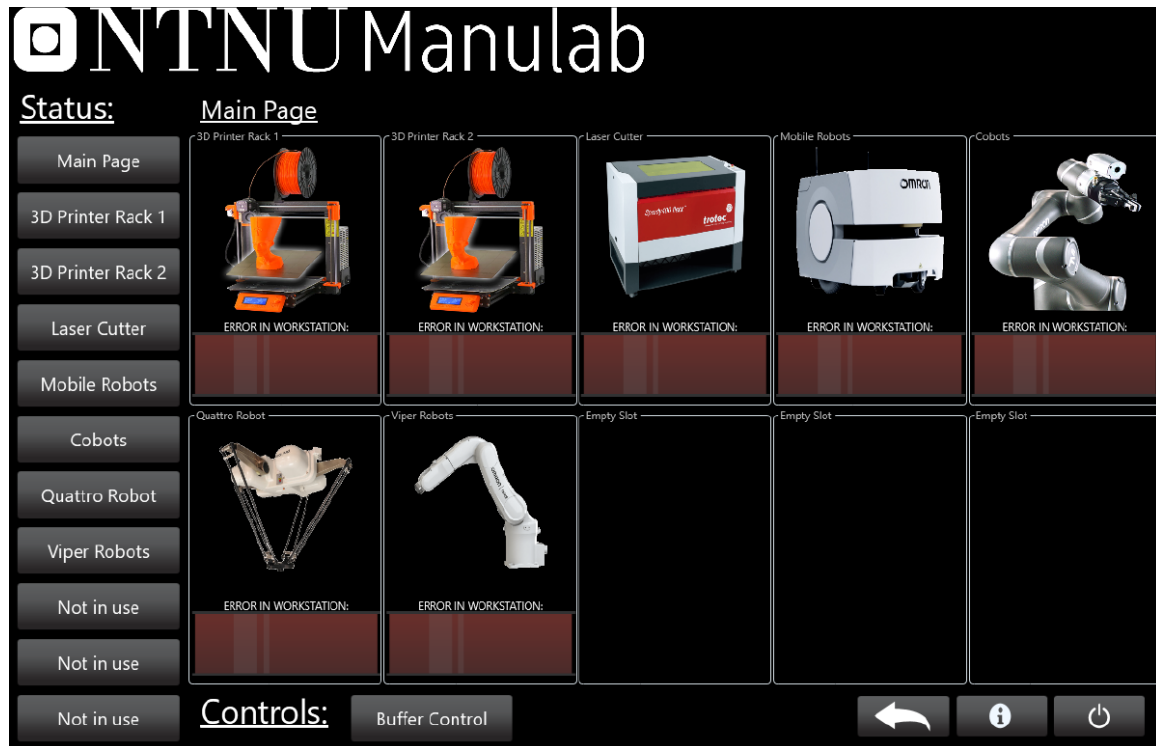 NTNU Manulab
Status:
Main Page
Main Page
3D Printer Rack 1
3D Printer Rack 2
Laser Cutter
Mobile Robots
Cobots
Quattro Robot
Viper Robots
Not in use
Not in use
Not in use
3D Printer Rack 1
3D Printer Rack 2
Laser Cutter
Mobile Robots
Cobots
trotec
OMRON
ERROR IN WORKSTATION:
ERROR IN WORKSTATION:
ERROR IN WORKSTATION:
ERROR IN WORKSTATION:
ERROR IN WORKSTATION:
Quattro Robot
Viper Robots
Empty Slot
Empty Slot
Empty Slot
OMRON
ERROR IN WORKSTATION:
ERROR IN WORKSTATION:
Controls:
Buffer Control